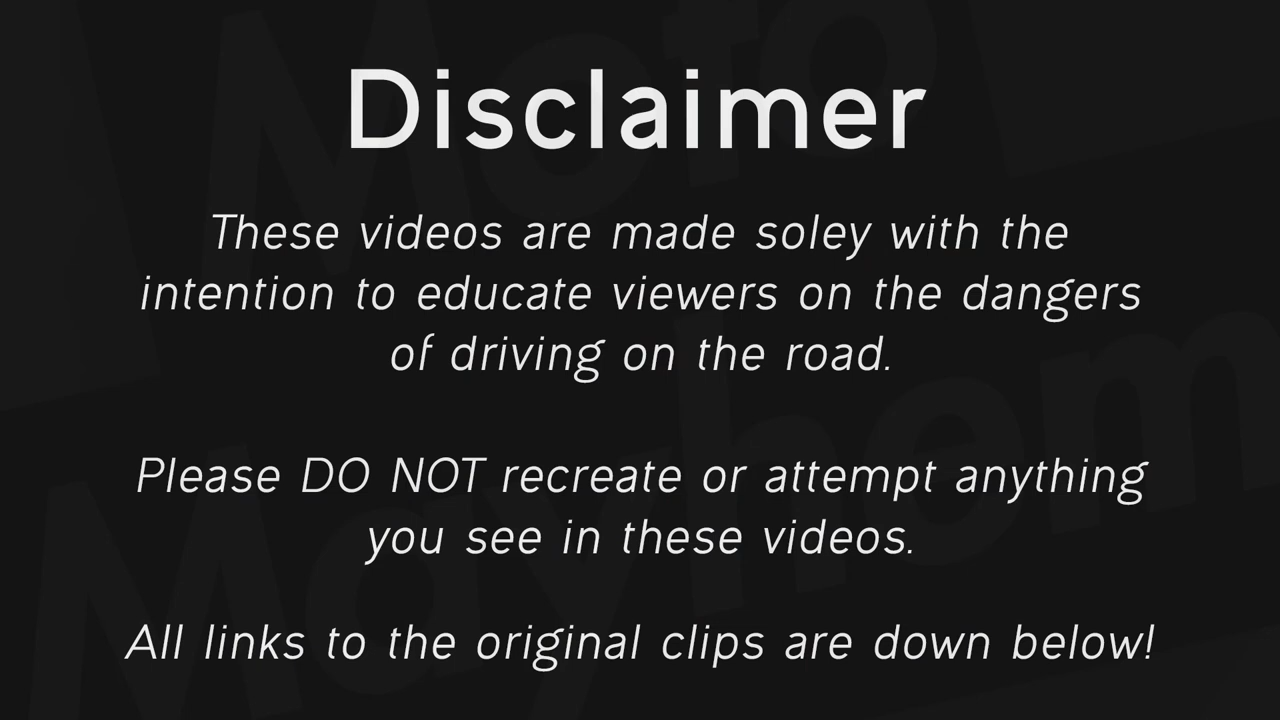 Disclaimer
These videos are made soley with the
intention to educate viewers on the dangers
of driving on the road.
Please DO NOT recreate or attempt anything
you see in these videos.
All links to the original clips are down below!
Moto
Mayhem